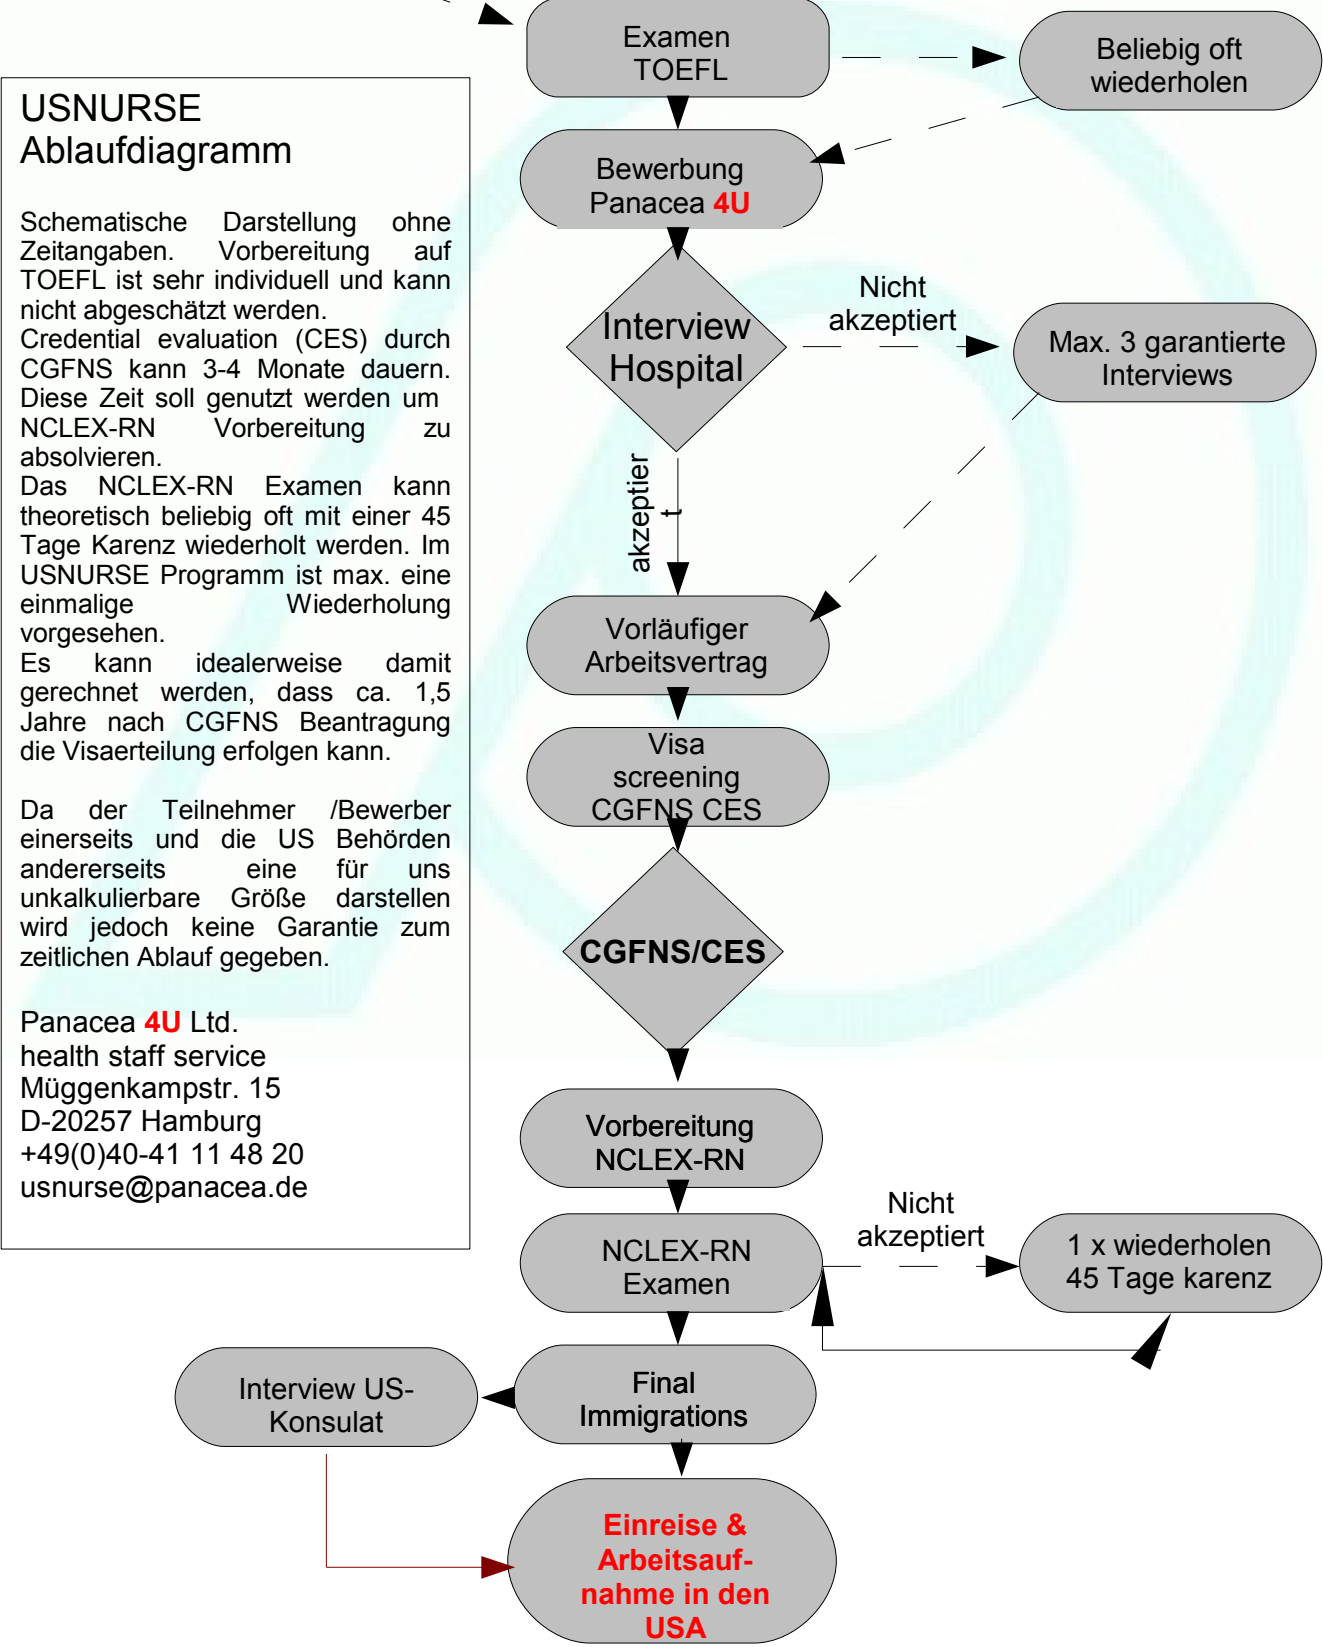 Examen
TOEFL
Beliebig oft
wiederholen
USNURSE
Ablaufdiagramm
Schematische Darstellung ohne
Zeitangaben. Vorbereitung auf
TOEFL ist sehr individuell und kann
nicht abgeschätzt werden.
Credential evaluation (CES) durch
CGFNS kann 3-4 Monate dauern.
Diese Zeit soll genutzt werden um
NCLEX-RN Vorbereitung zu
absolvieren.
Das NCLEX-RN Examen kann
theoretisch beliebig oft mit einer 45
Tage Karenz wiederholt werden. Im
USNURSE Programm ist max. eine
einmalige Wiederholung
vorgesehen.
Es kann idealerweise damit
gerechnet werden, dass ca. 1,5
Jahre nach CGFNS Beantragung
die Visaerteilung erfolgen kann.
Da der Teilnehmer /Bewerber
einerseits und die US Behörden
andererseits eine für uns
unkalkulierbare Größe darstellen
wird jedoch keine Garantie zum
zeitlichen Ablauf gegeben.
Panacea 4U Ltd.
health staff service
Müggenkampstr. 15
D-20257 Hamburg
+49(0)40-41 11 48 20
usnurse@panacea.de
Bewerbung
Panacea 4U
Interview
Hospital
Nicht
akzeptiert
Max. 3 garantierte
Interviews
akzeptier
t
Vorläufiger
Arbeitsvertrag
Visa
screening
CGFNS CES
CGFNS/CES
Vorbereitung
NCLEX-RN
NCLEX-RN
Examen
Nicht
akzeptiert
1 x wiederholen
45 Tage karenz
Final
Immigrations
Interview US-
Konsulat
Einreise &
Arbeitsauf-
nahme in den
USA